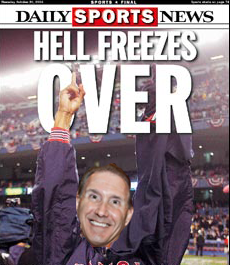 SPORTS ★ FINAL
DAILY SPORTS NEWS
HELL FREEZES
OVER